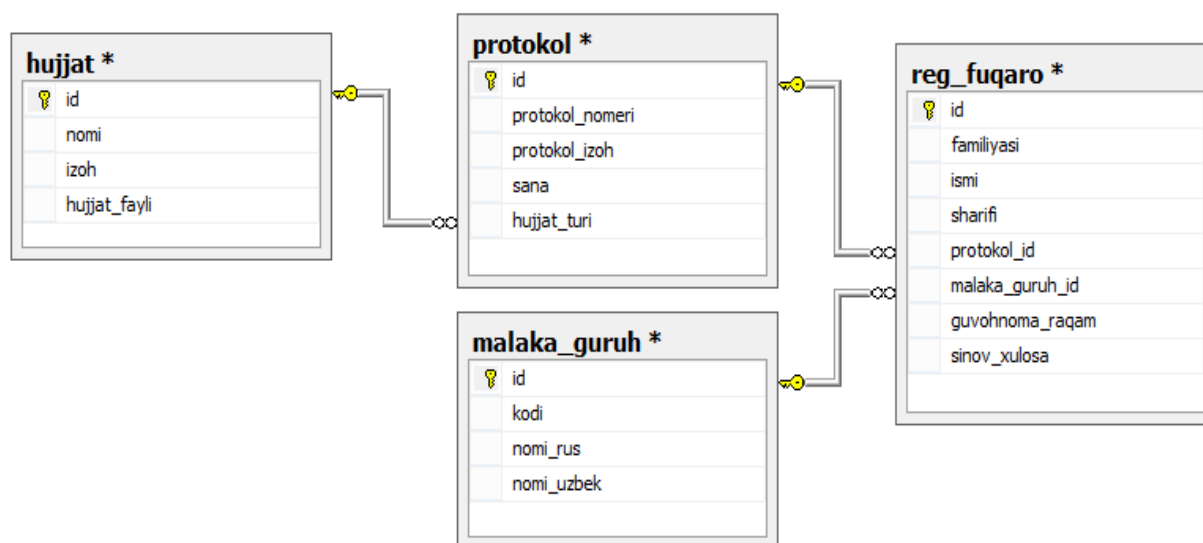 hujjat *
id
nomi
izoh
hujjat_fayli
protokol *
id
protokol_nomeri
protokol_izoh
sana
hujjat_turi
malaka_guruh *
id
kodi
nomi_rus
nomi_uzbek
reg_fuqaro *
id
familiyasi
ismi
sharifi
protokol_id
malaka_guruh_id
guvohnoma_raqam
sinov_xulosa